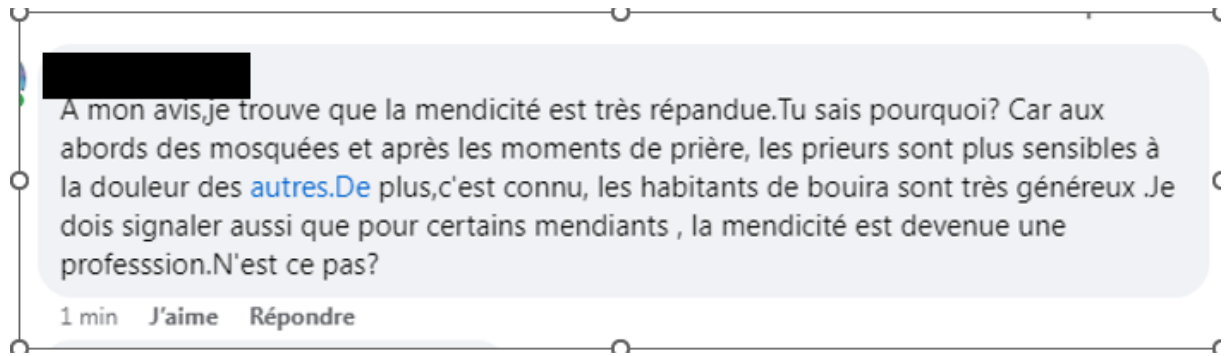 A mon avis,je trouve que la mendicité est très répandue.Tu sais pourquoi? Car aux
abords des mosquées et après les moments de prière, les prieurs sont plus sensibles à
la douleur des autres.De plus,c'est connu, les habitants de bouira sont très généreux .Je
dois signaler aussi que pour certains mendiants , la mendicité est devenue une
professsion.N'est ce pas?
1 min J'aime Répondre